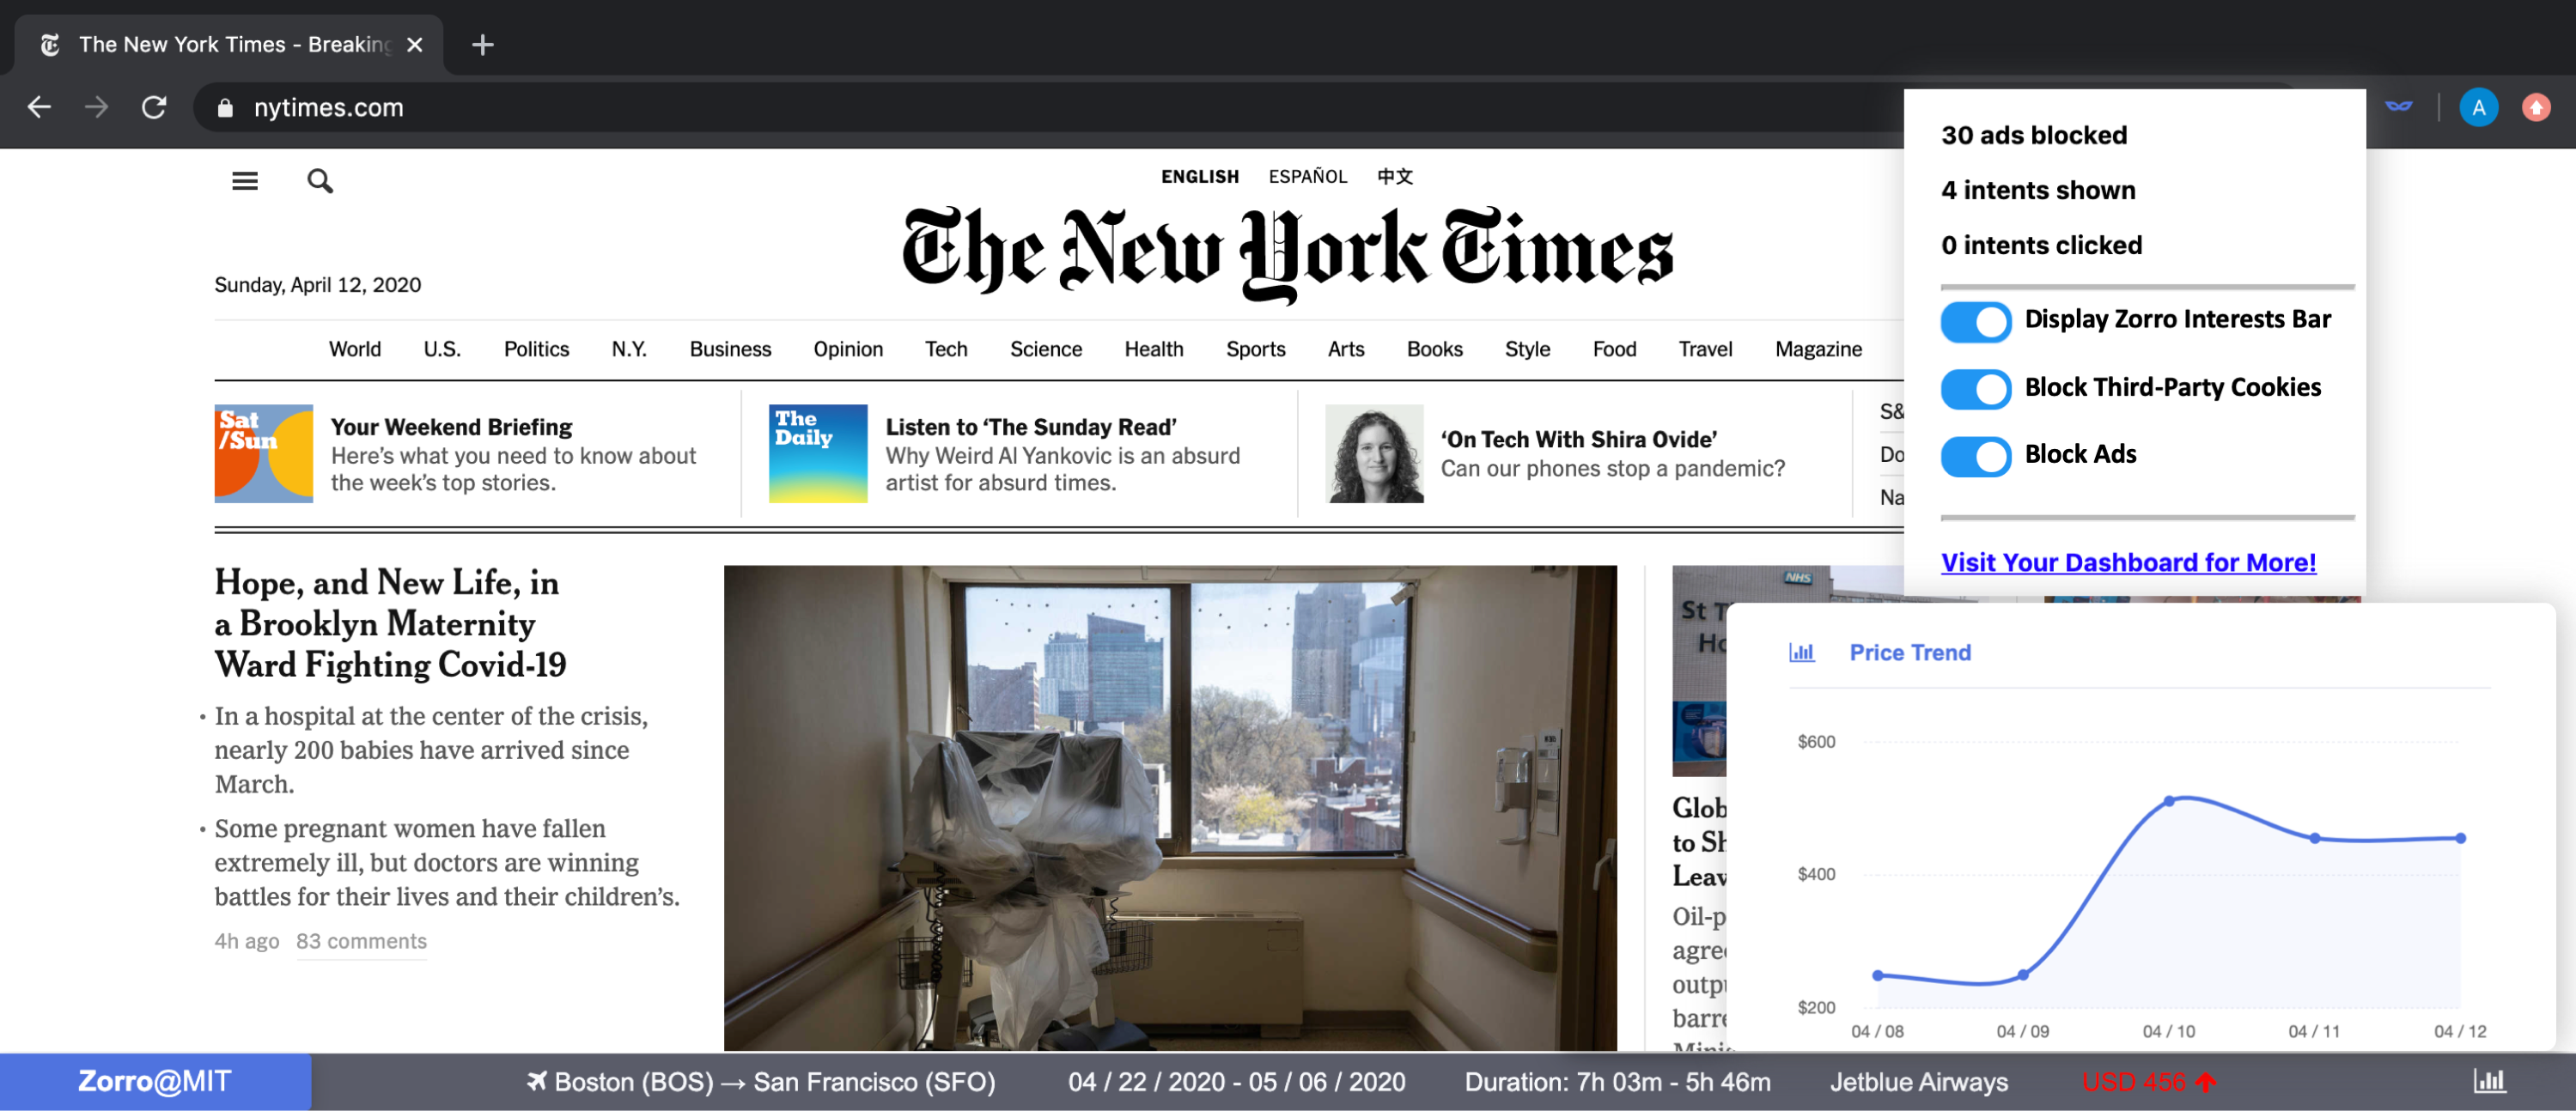 The New York Times - Breaking
nytimes.com
A
30 ads blocked
4 intents shown
0 intents clicked
Display Zorro Interests Bar
Block Third-Party Cookies
Block Ads
Visit Your Dashboard for More!
ENGLISH ESPAÑOL 中文
The New York Times
Sunday, April 12, 2020
World U.S. Politics N.Y. Business Opinion Tech Science Health Sports Arts Books Style Food Travel Magazine
Sat
/Sun
Your Weekend Briefing
Here's what you need to know about
the week's top stories.
The
Daily
Listen to ‘The Sunday Read’
Why Weird Al Yankovic is an absurd
artist for absurd times.
‘On Tech With Shira Ovide’
Can our phones stop a pandemic?
S&
Do
Na
Hope, and New Life, in
a Brooklyn Maternity
Ward Fighting Covid-19
• In a hospital at the center of the crisis,
nearly 200 babies have arrived since
March.
• Some pregnant women have fallen
extremely ill, but doctors are winning
battles for their lives and their children’s.
4h ago 83 comments
NHS
St T
Ho
Glob
to Sh
Leav
Oil-p
agre
outp
barre
Price Trend
$600
$400
$200
04 / 08 04 / 09 04 / 10 04 / 11 04 / 12
Zorro@MIT
Boston (BOS) → San Francisco (SFO) 04 / 22 / 2020 - 05 / 06 / 2020 Duration: 7h 03m - 5h 46m Jetblue Airways USD 456 ↑